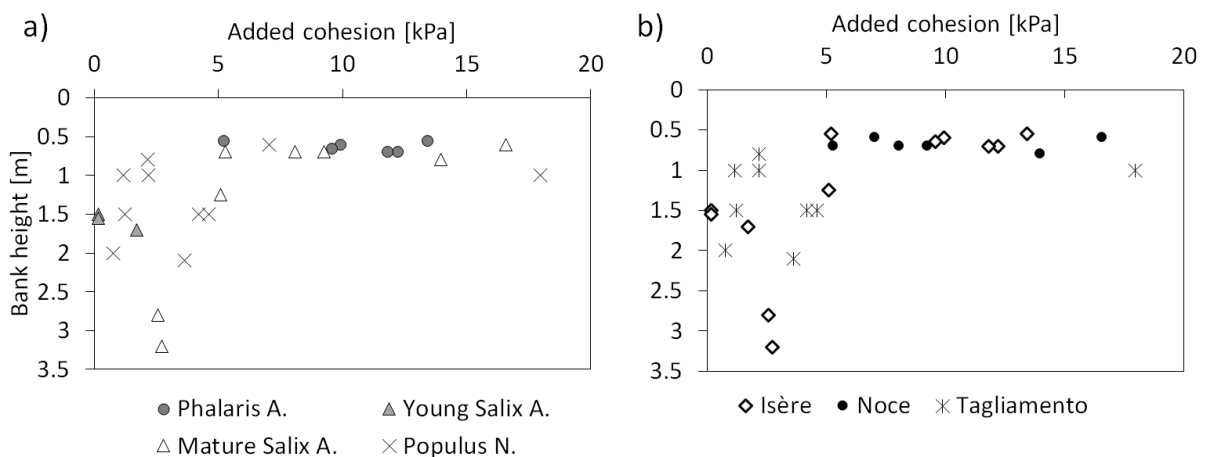 a)
Added cohesion [kPa]
0 5 10 15 20
0
0.5
1
1.5
2
2.5
3
3.5
Bank height [m]
Phalaris A. Young Salix A.
Mature Salix A. Populus N.
b)
Added cohesion [kPa]
0 5 10 15 20
0
0.5
1
1.5
2
2.5
3
3.5
Isère Noce Tagliamento